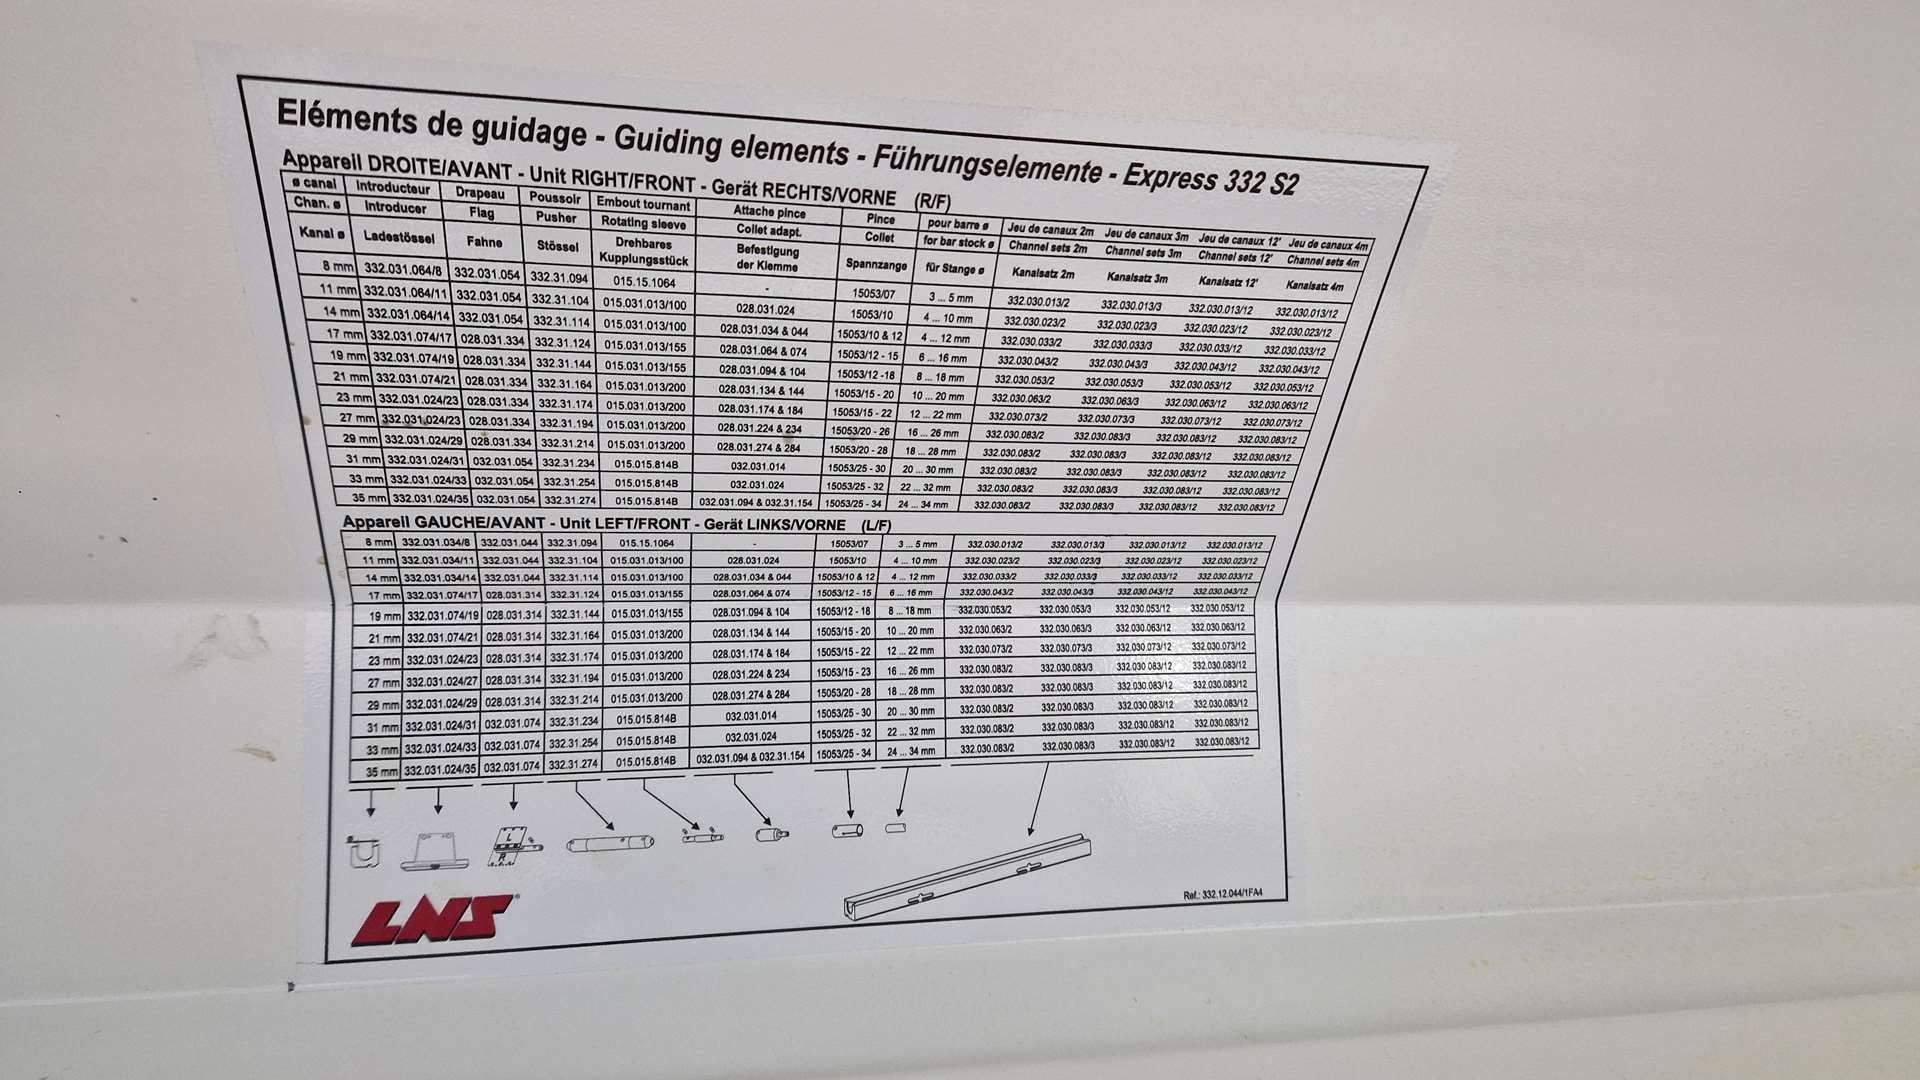 Eléments de guidage - Guiding elements - Führungselemente - Express 332 S2
Appareil DROITE/AVANT - Unit RIGHT/FRONT - Gerät RECHTS/VORNE (R/F)
ø canal Introducteur Drapeau Poussoir Embout tournant Attache pince Pince pour barre ø Jeu de canaux 2m Jeu de canaux 3m Jeu de canaux 12' Jeu de canaux 4m
Chan. ø Introducer Flag Pusher Rotating sleeve Collet adapt. Collet for bar stock ø Channel sets 2m Channel sets 3m Channel sets 12' Channel sets 4m
Kanal ø Ladestössel Fahne Stössel Drehbares Kupplungsstück Befestigung der Klemme Spannzange für Stange ø Kanalsatz 2m Kanalsatz 3m Kanalsatz 12' Kanalsatz 4m
8 mm 332.031.064/8 332.031.054 332.31.094 015.15.1064 - 15053/07 3 ... 5 mm 332.030.013/2 332.030.013/3 332.030.013/12 332.030.013/12
11 mm 332.031.064/11 332.031.054 332.31.104 015.031.013/100 028.031.024 15053/10 4 ... 10 mm 332.030.023/2 332.030.023/3 332.030.023/12 332.030.023/12
14 mm 332.031.064/14 332.031.054 332.31.114 015.031.013/100 028.031.034 & 044 15053/10 & 12 4 ... 12 mm 332.030.033/2 332.030.033/3 332.030.033/12 332.030.033/12
17 mm 332.031.074/17 028.031.334 332.31.124 015.031.013/155 028.031.064 & 074 15053/12 - 15 6 ... 16 mm 332.030.043/2 332.030.043/3 332.030.043/12 332.030.043/12
19 mm 332.031.074/19 028.031.334 332.31.144 015.031.013/155 028.031.094 & 104 15053/12 -18 8 ... 18 mm 332.030.053/2 332.030.053/3 332.030.053/12 332.030.053/12
21 mm 332.031.074/21 028.031.334 332.31.164 015.031.013/200 028.031.134 & 144 15053/15 - 20 10 ... 20 mm 332.030.063/2 332.030.063/3 332.030.063/12 332.030.063/12
23 mm 332.031.024/23 028.031.334 332.31.174 015.031.013/200 028.031.174 & 184 15053/15 - 22 12 ... 22 mm 332.030.073/2 332.030.073/3 332.030.073/12 332.030.073/12
27 mm 332.031.024/23 028.031.334 332.31.194 015.031.013/200 028.031.224 & 234 15053/20 - 26 16 ... 26 mm 332.030.083/2 332.030.083/3 332.030.083/12 332.030.083/12
29 mm 332.031.024/29 028.031.334 332.31.214 015.031.013/200 028.031.274 & 284 15053/20 - 28 18 ... 28 mm 332.030.083/2 332.030.083/3 332.030.083/12 332.030.083/12
31 mm 332.031.024/31 032.031.054 332.31.234 015.015.814B 032.031.014 15053/25 - 30 20 ... 30 mm 332.030.083/2 332.030.083/3 332.030.083/12 332.030.083/12
33 mm 332.031.024/33 032.031.054 332.31.254 015.015.814B 032.031.024 15053/25 - 32 22 ... 32 mm 332.030.083/2 332.030.083/3 332.030.083/12 332.030.083/12
35 mm 332.031.024/35 032.031.054 332.31.274 015.015.814B 032.031.094 & 032.31.154 15053/25 - 34 24 ... 34 mm 332.030.083/2 332.030.083/3 332.030.083/12 332.030.083/12
Appareil GAUCHE/AVANT - Unit LEFT/FRONT - Gerät LINKS/VORNE (L/F)
8 mm 332.031.034/8 332.031.044 332.31.094 015.15.1064 - 15053/07 3 ... 5 mm 332.030.013/2 332.030.013/3 332.030.013/12 332.030.013/12
11 mm 332.031.034/11 332.031.044 332.31.104 015.031.013/100 028.031.024 15053/10 4 ... 10 mm 332.030.023/2 332.030.023/3 332.030.023/12 332.030.023/12
14 mm 332.031.034/14 332.031.044 332.31.114 015.031.013/100 028.031.034 & 044 15053/10 & 12 4 ... 12 mm 332.030.033/2 332.030.033/3 332.030.033/12 332.030.033/12
17 mm 332.031.074/17 028.031.314 332.31.124 015.031.013/155 028.031.064 & 074 15053/12 - 15 6 ... 16 mm 332.030.043/2 332.030.043/3 332.030.043/12 332.030.043/12
19 mm 332.031.074/19 028.031.314 332.31.144 015.031.013/155 028.031.094 & 104 15053/12 - 18 8 ... 18 mm 332.030.053/2 332.030.053/3 332.030.053/12 332.030.053/12
21 mm 332.031.074/21 028.031.314 332.31.164 015.031.013/200 028.031.134 & 144 15053/15 - 20 10 ... 20 mm 332.030.063/2 332.030.063/3 332.030.063/12 332.030.063/12
23 mm 332.031.024/23 028.031.314 332.31.174 015.031.013/200 028.031.174 & 184 15053/15 - 22 12 ... 22 mm 332.030.073/2 332.030.073/3 332.030.073/12 332.030.073/12
27 mm 332.031.024/27 028.031.314 332.31.194 015.031.013/200 028.031.224 & 234 15053/15 - 23 16 ... 26 mm 332.030.083/2 332.030.083/3 332.030.083/12 332.030.083/12
29 mm 332.031.024/29 028.031.314 332.31.214 015.031.013/200 028.031.274 & 284 15053/20 - 28 18 ... 28 mm 332.030.083/2 332.030.083/3 332.030.083/12 332.030.083/12
31 mm 332.031.024/31 032.031.074 332.31.234 015.015.814B 032.031.014 15053/25 - 30 20 ... 30 mm 332.030.083/2 332.030.083/3 332.030.083/12 332.030.083/12
33 mm 332.031.024/33 032.031.074 332.31.254 015.015.814B 032.031.024 15053/25 - 32 22 ... 32 mm 332.030.083/2 332.030.083/3 332.030.083/12 332.030.083/12
35 mm 332.031.024/35 032.031.074 332.31.274 015.015.814B 032.031.094 & 032.31.154 15053/25 - 34 24 ... 34 mm 332.030.083/2 332.030.083/3 332.030.083/12 332.030.083/12
L
R
LNS®
Ref.: 332.12.044/1FA4